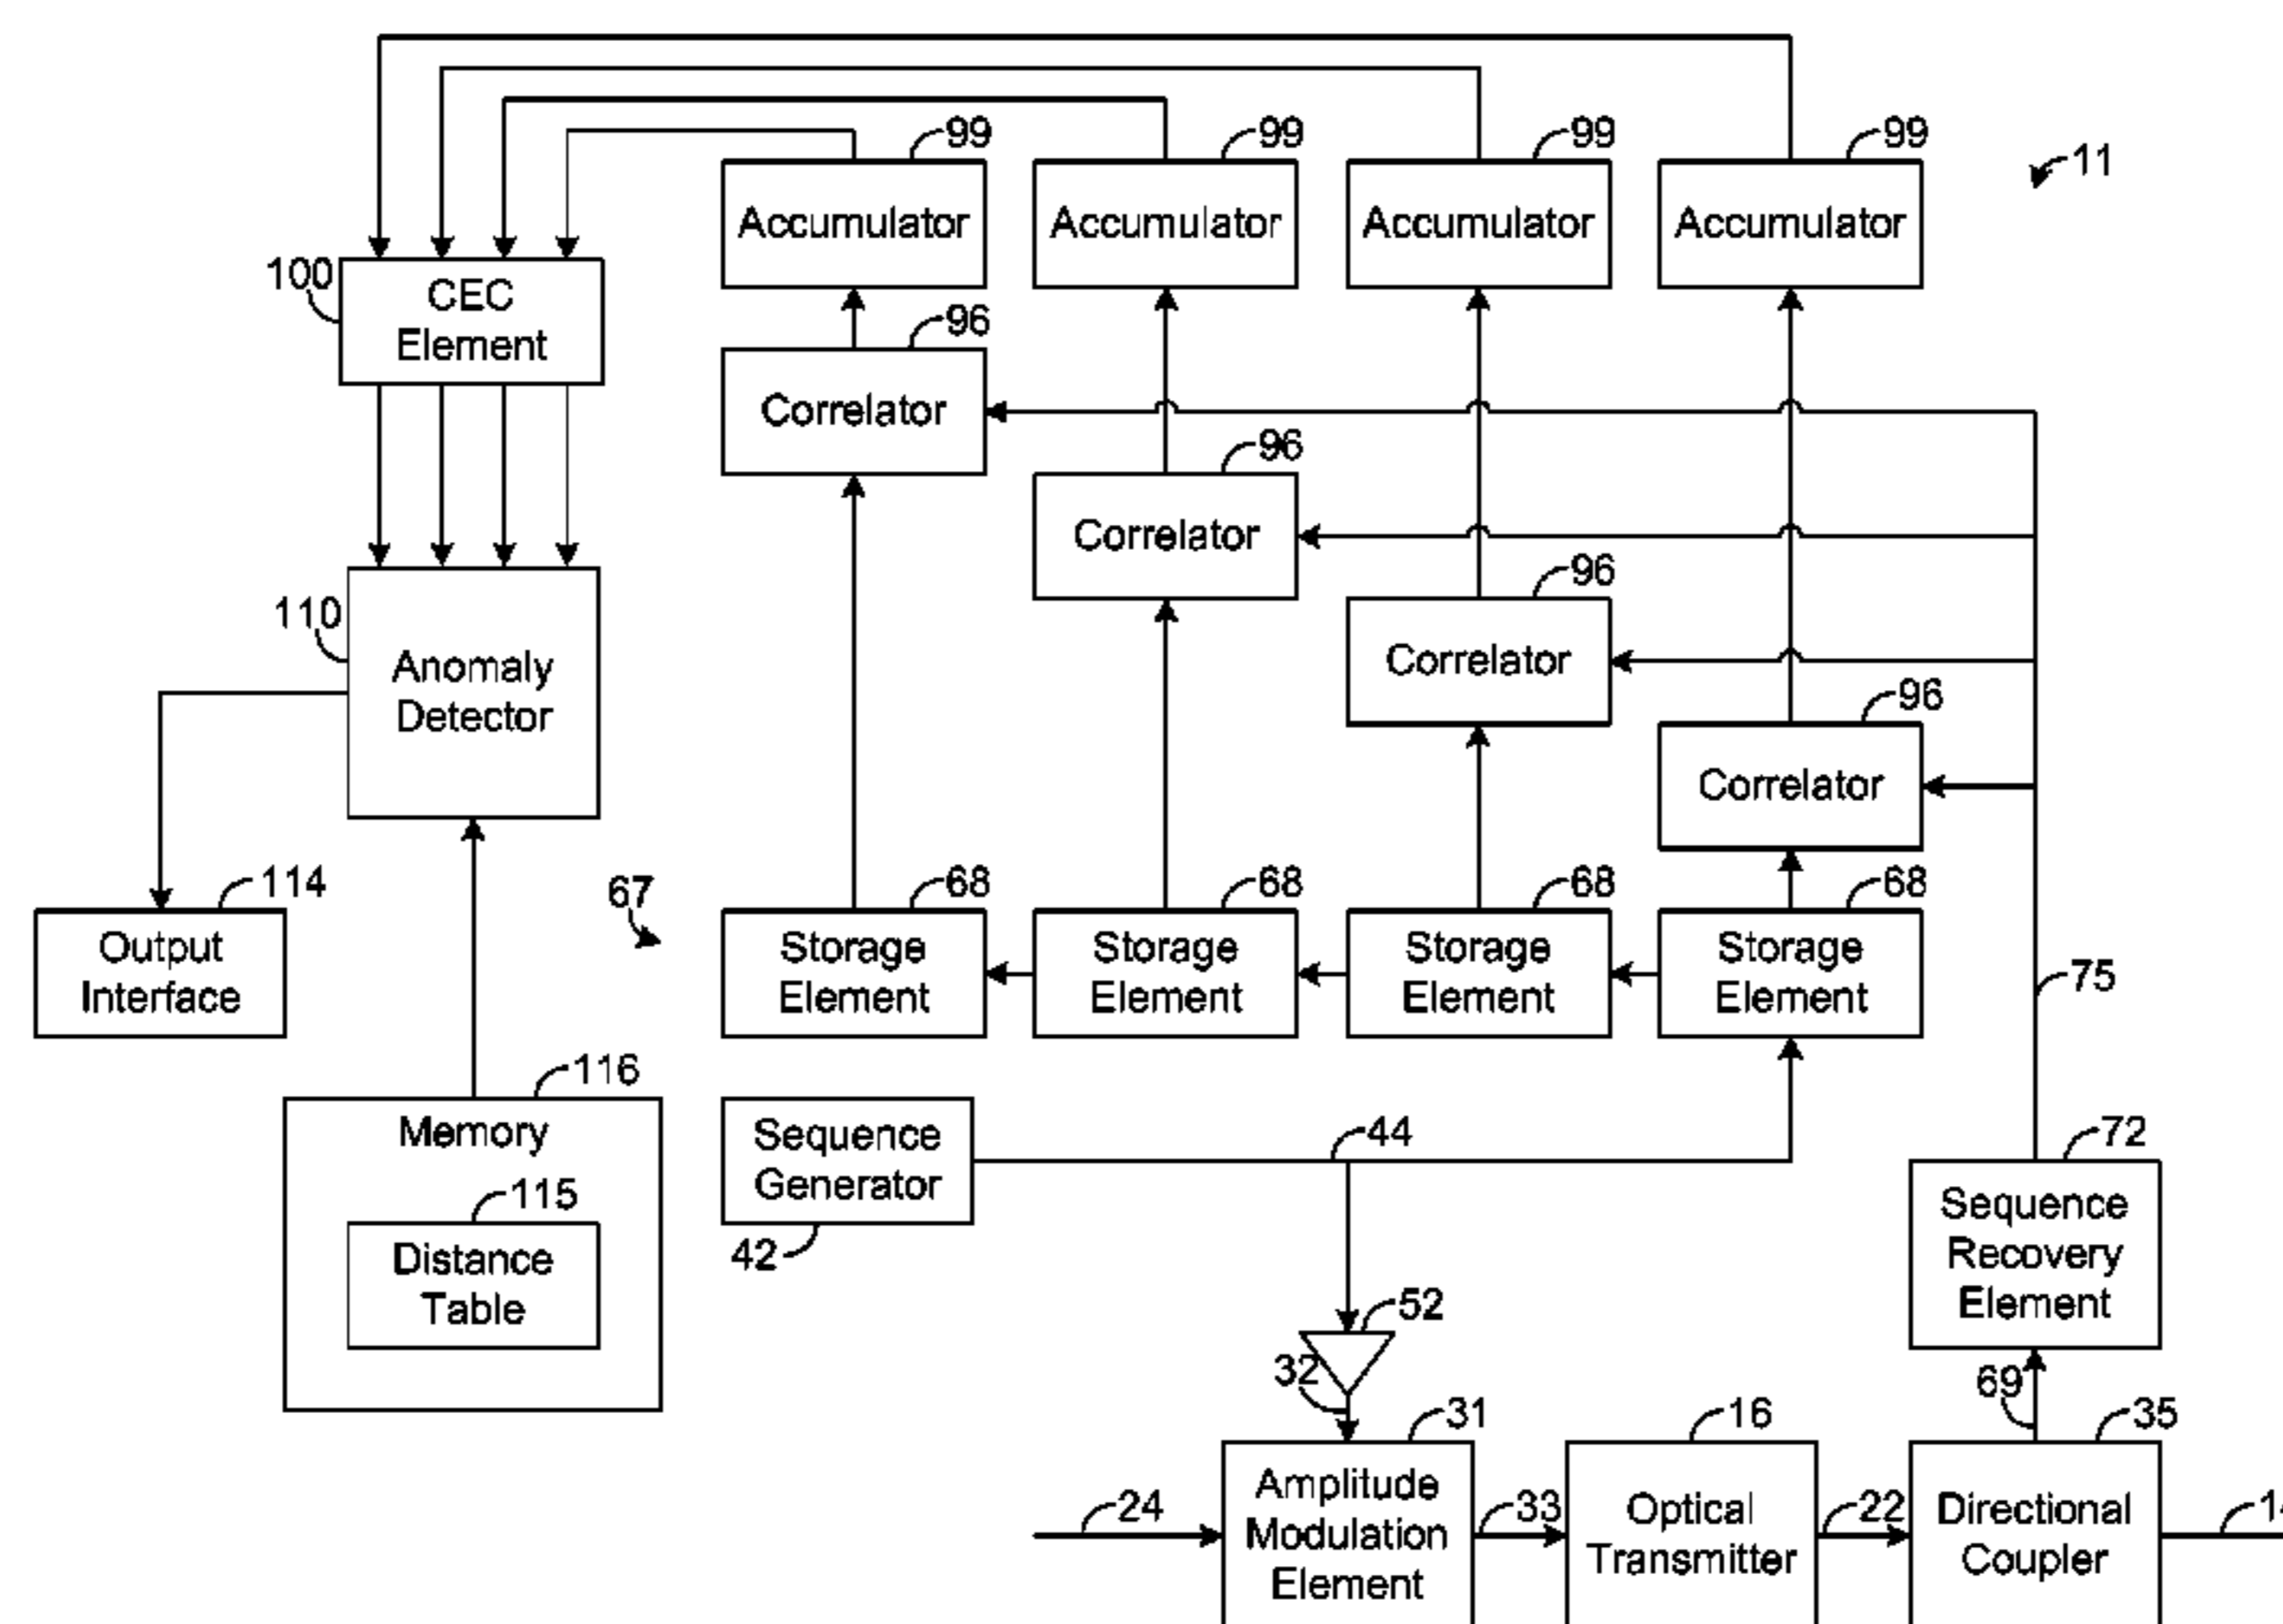 99
99
99
99
11
Accumulator
Accumulator
Accumulator
Accumulator
100
CEC
Element
96
Correlator
96
Correlator
96
Correlator
96
Correlator
110
Anomaly
Detector
114
Output
Interface
67
68
68
68
68
Storage
Element
Storage
Element
Storage
Element
Storage
Element
75
116
Memory
115
Distance
Table
Sequence
Generator
42
44
72
Sequence
Recovery
Element
52
32
69
31
16
35
24
Amplitude
Modulation
Element
33
Optical
Transmitter
22
Directional
Coupler